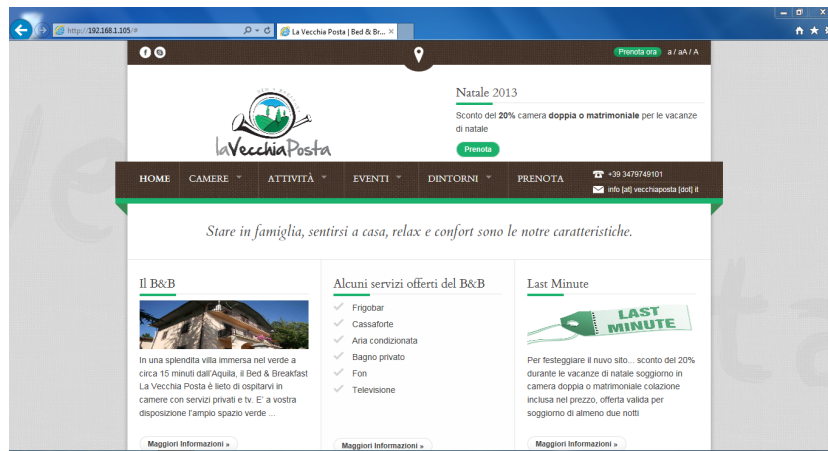 http://192.168.1.105/#
La Vecchia Posta | Bed & Br...
Prenota ora a / aA / A
Natale 2013
Sconto del 20% camera doppia o matrimoniale per le vacanze
di natale
Prenota
laVecchiaPosta
HOME CAMERE ATTIVITÀ EVENTI DINTORNI PRENOTA
+39 3479749101
info [at] vecchiaposta [dot] it
Stare in famiglia, sentirsi a casa, relax e confort sono le notre caratteristiche.
Il B&B
In una splendita villa immersa nel verde a
circa 15 minuti dall'Aquila, il Bed & Breakfast
La Vecchia Posta è lieto di ospitarvi in
camere con servizi privati e tv. E' a vostra
disposizione l'ampio spazio verde ...
Maggiori Informazioni »
Alcuni servizi offerti del B&B
Frigobar
Cassaforte
Aria condizionata
Bagno privato
Fon
Televisione
Maggiori Informazioni »
Last Minute
LAST
MINUTE
Per festeggiare il nuvo sito... sconto del 20%
durante le vacanze di natale soggiorno in
camera doppia o matrimoniale colazione
inclusa nel prezzo, offerta valida per
soggiorno di almeno due notti
Maggiori Informazioni »